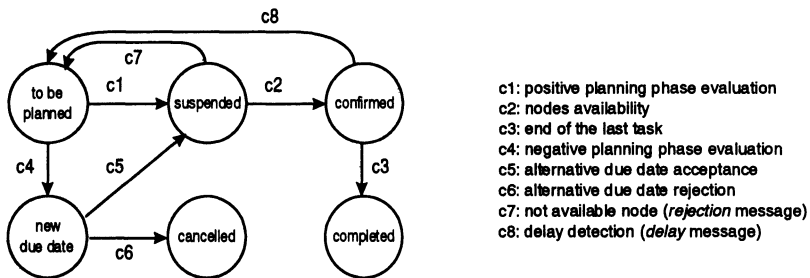 c8
c7
to be
planned
c1
suspended
c2
confirmed
c4
c5
c3
new
due date
c6
cancelled
completed
c1: positive planning phase evaluation
c2: nodes availability
c3: end of the last task
c4: negative planning phase evaluation
c5: alternative due date acceptance
c6: alternative due date rejection
c7: not available node (rejection message)
c8: delay detection (delay message)